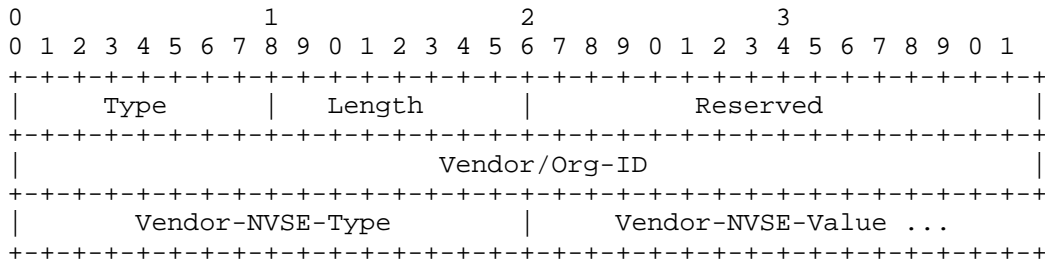 0                   1                   2                   3
0 1 2 3 4 5 6 7 8 9 0 1 2 3 4 5 6 7 8 9 0 1 2 3 4 5 6 7 8 9 0 1
+-+-+-+-+-+-+-+-+-+-+-+-+-+-+-+-+-+-+-+-+-+-+-+-+-+-+-+-+-+-+-+-+
|     Type      |    Length     |           Reserved            |
+-+-+-+-+-+-+-+-+-+-+-+-+-+-+-+-+-+-+-+-+-+-+-+-+-+-+-+-+-+-+-+-+
|                         Vendor/Org-ID                         |
+-+-+-+-+-+-+-+-+-+-+-+-+-+-+-+-+-+-+-+-+-+-+-+-+-+-+-+-+-+-+-+-+
|       Vendor-NVSE-Type        |     Vendor-NVSE-Value ...
+-+-+-+-+-+-+-+-+-+-+-+-+-+-+-+-+-+-+-+-+-+-+-+-+-+-+-+-+-+-+-+-+